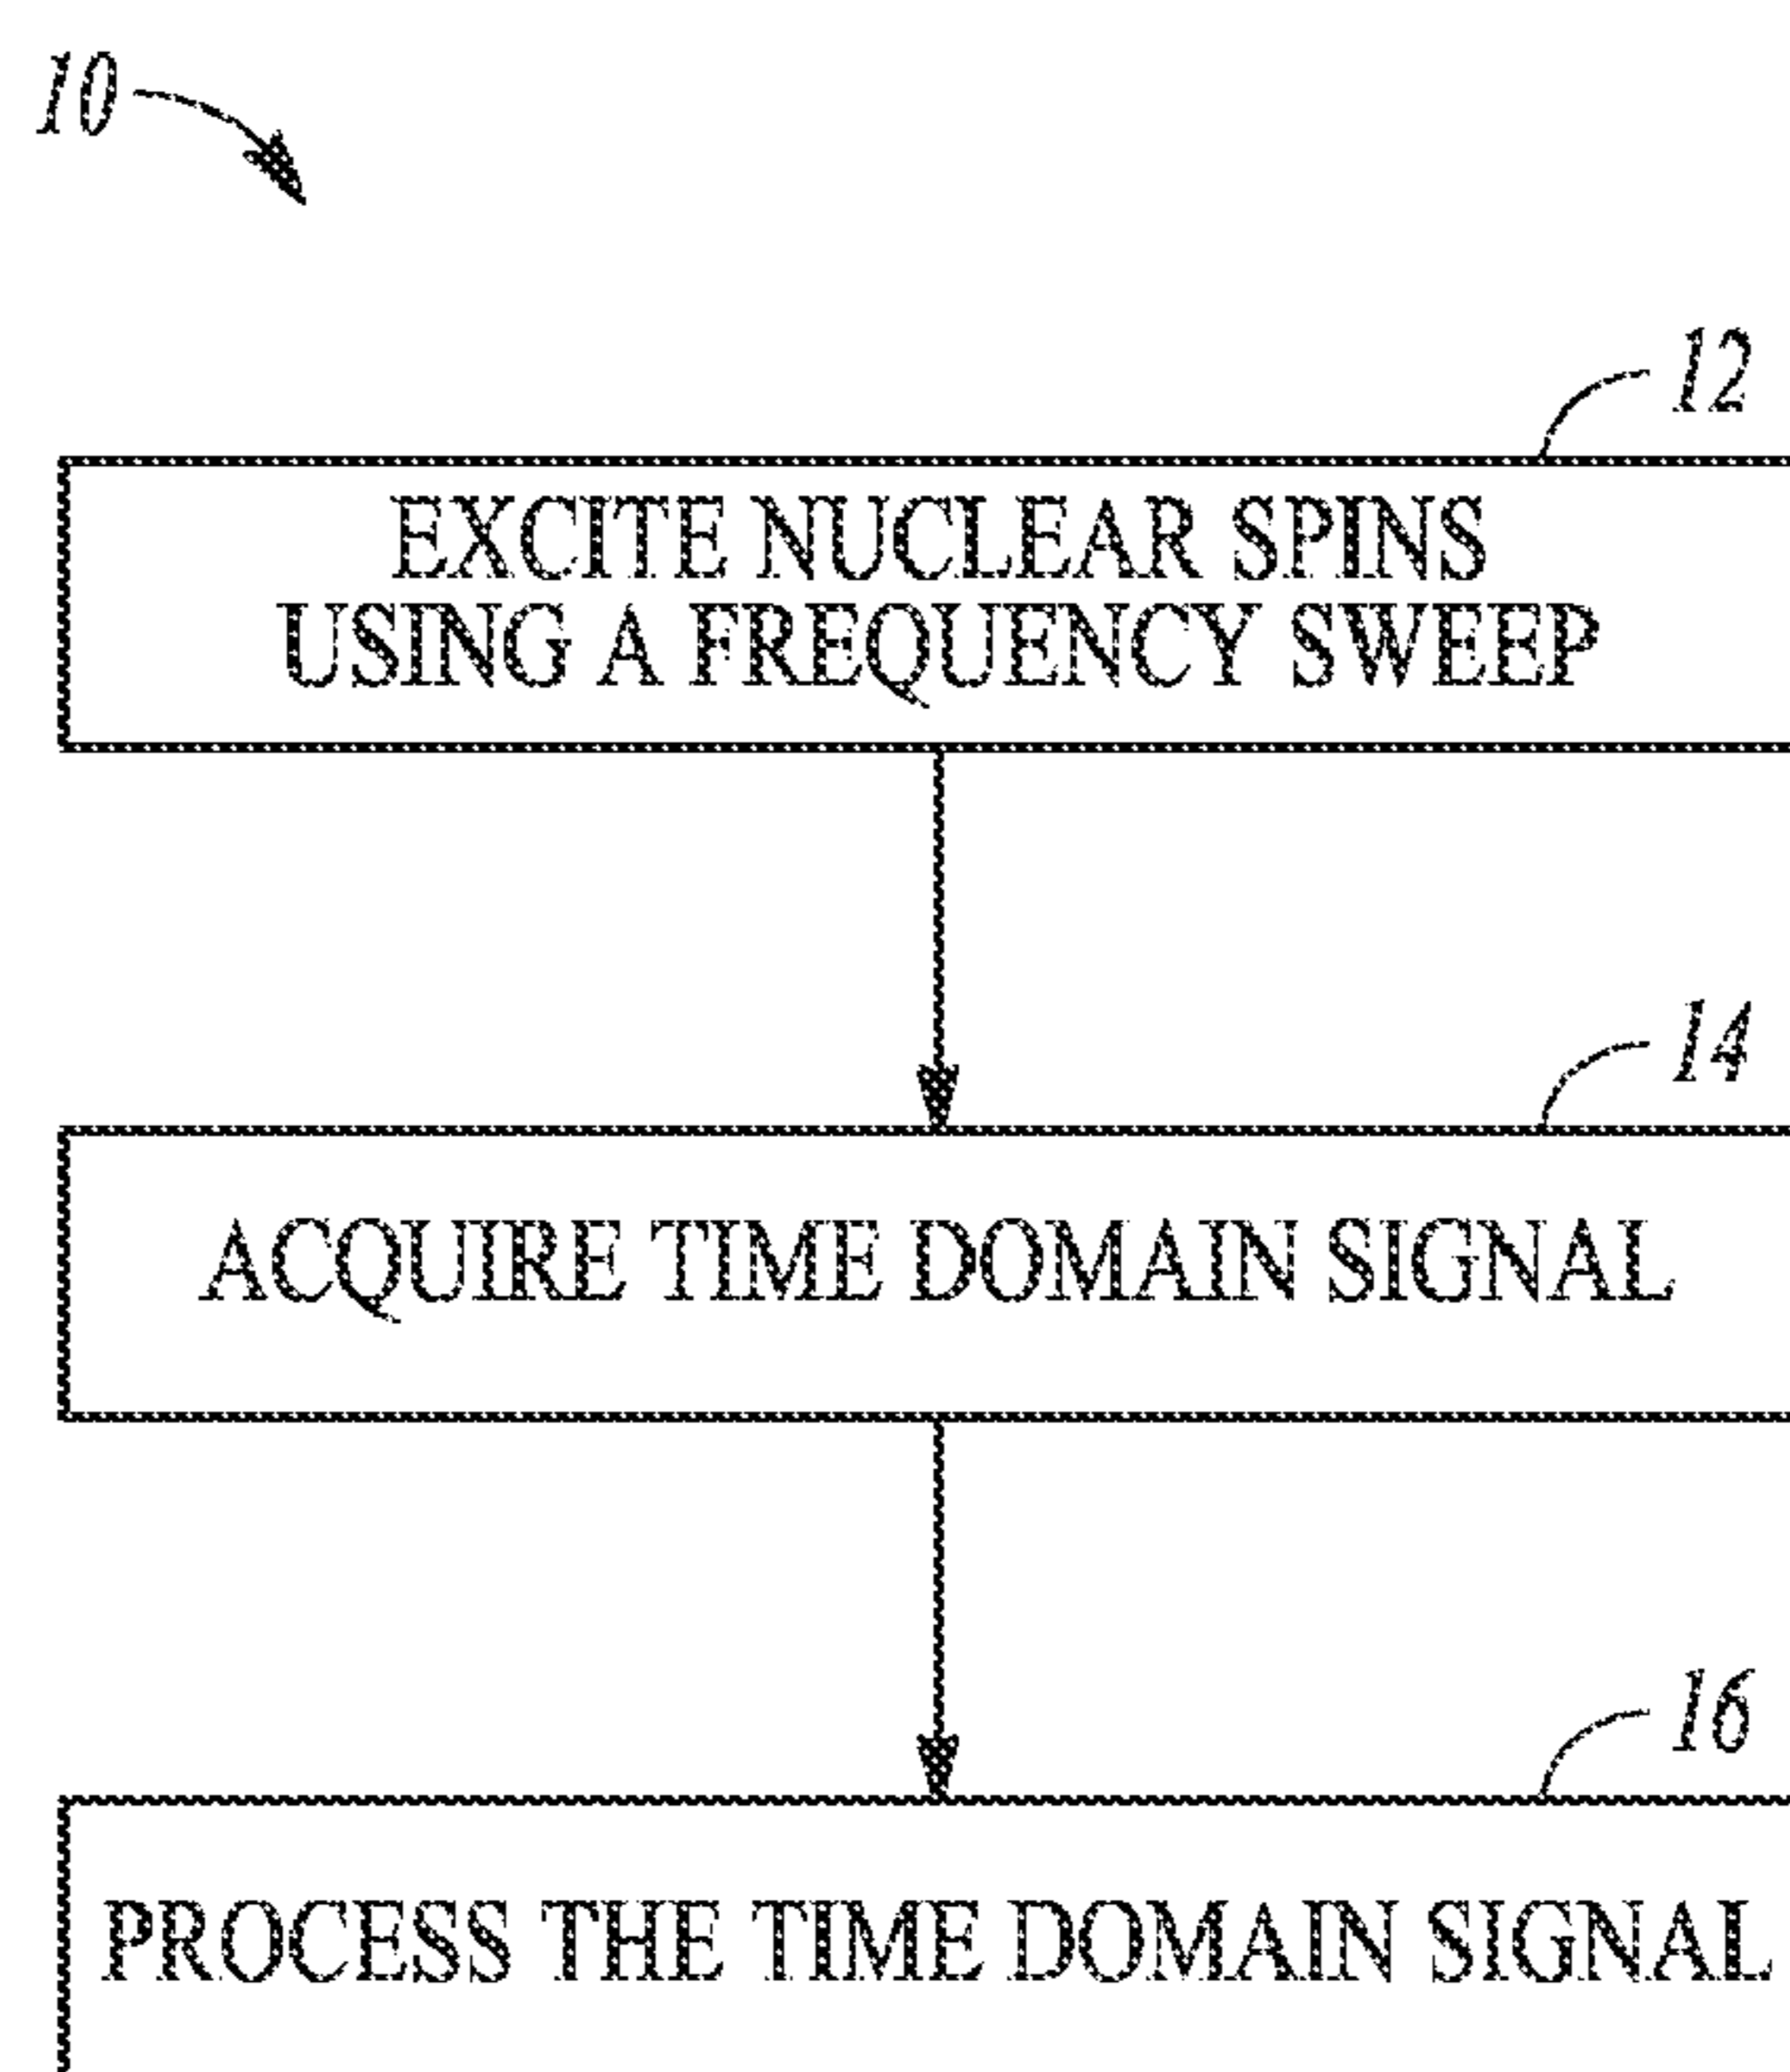 10
12
EXCITE NUCLEAR SPINS
USING A FREQUENCY SWEEP
14
ACQUIRE TIME DOMAIN SIGNAL
16
PROCESS THE TIME DOMAIN SIGNAL